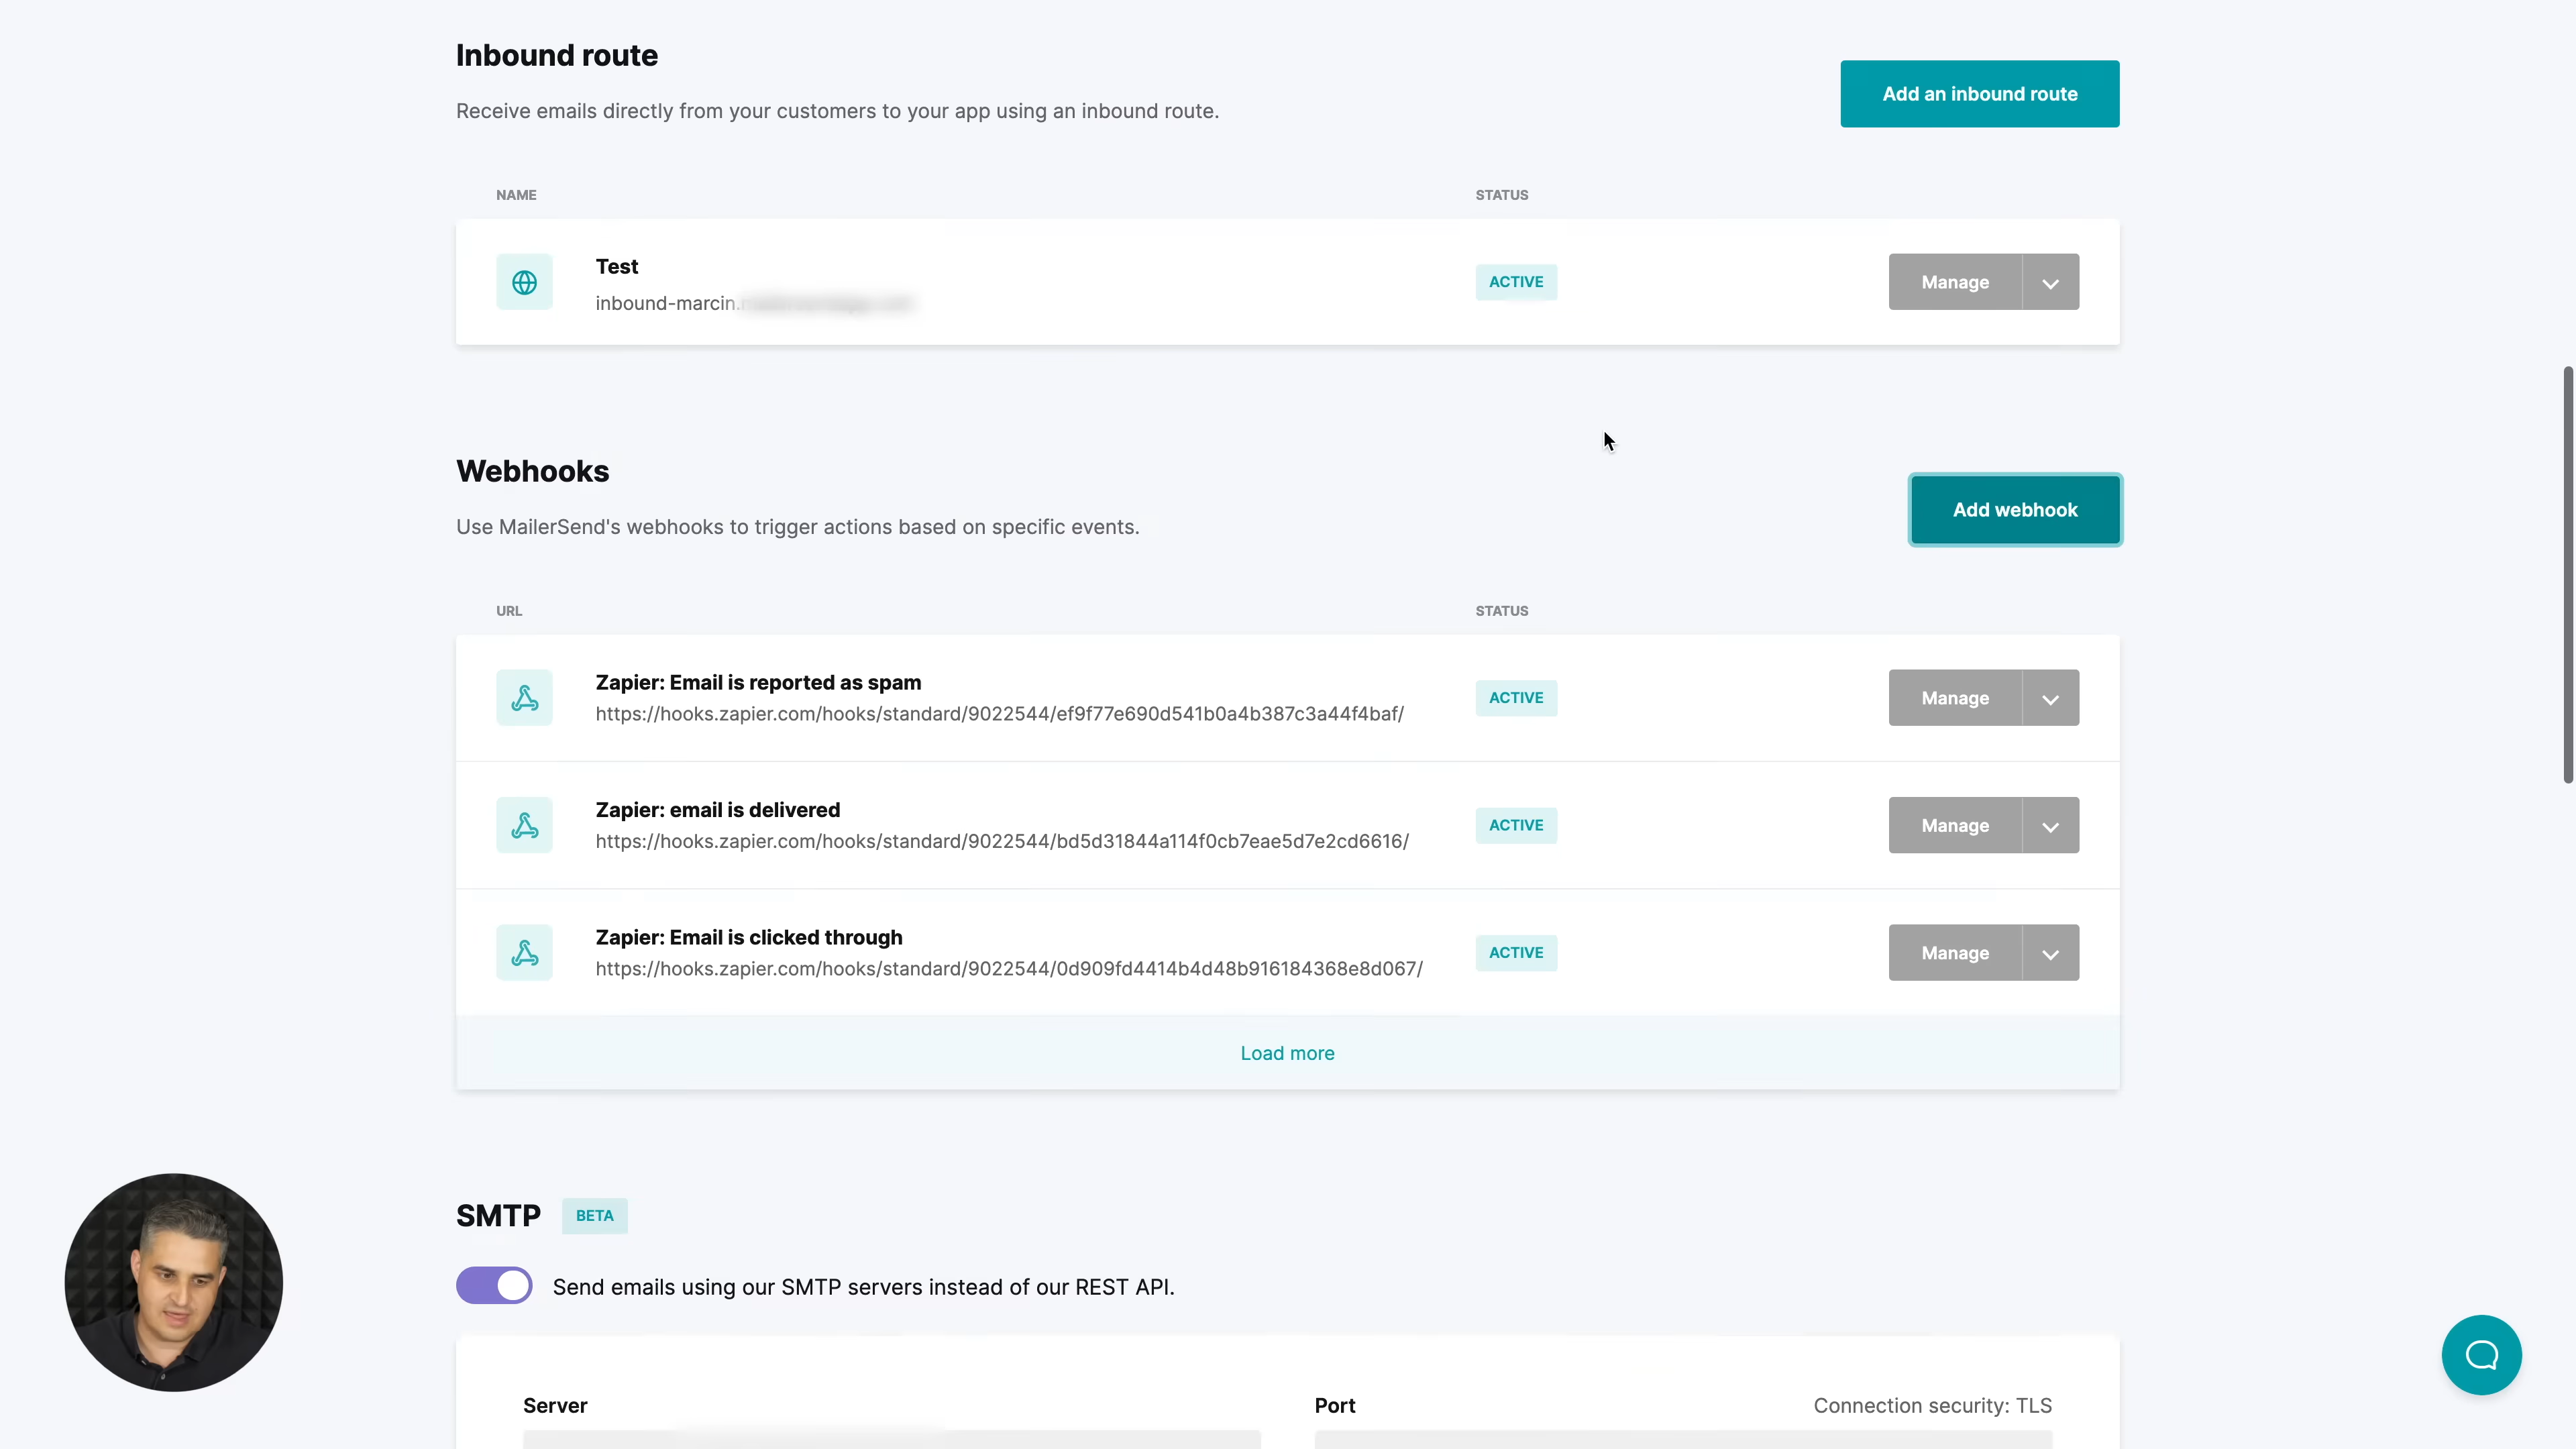 Inbound route
Add an inbound route
Receive emails directly from your customers to your app using an inbound route.
NAME
STATUS
Test
inbound-marcin.
ACTIVE
Manage
Webhooks
Add webhook
Use MailerSend's webhooks to trigger actions based on specific events.
URL
STATUS
Zapier: Email is reported as spam
https://hooks.zapier.com/hooks/standard/9022544/ef9f77e690d541b0a4b387c3a44f4baf/
ACTIVE
Manage
Zapier: email is delivered
https://hooks.zapier.com/hooks/standard/9022544/bd5d31844a114f0cb7eae5d7e2cd6616/
ACTIVE
Manage
Zapier: Email is clicked through
https://hooks.zapier.com/hooks/standard/9022544/0d909fd4414b4d48b916184368e8d067/
ACTIVE
Manage
Load more
SMTP
BETA
Send emails using our SMTP servers instead of our REST API.
Server
Port
Connection security: TLS